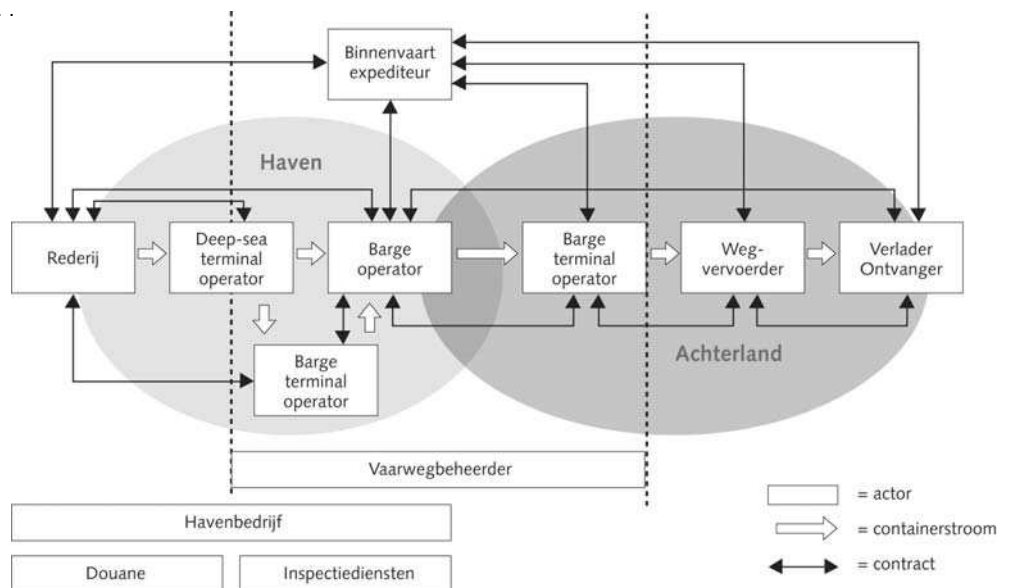 Binnenvaart
expediteur
Haven
Rederij
Deep-sea
terminal
operator
Barge
operator
Barge
terminal
operator
Weg-
vervoerder
Verlader
Ontvanger
Achterland
Barge
terminal
operator
Vaarwegbeheerder
Havenbedrijf
Douane
Inspectiediensten
= actor
= containerstroom
= contract